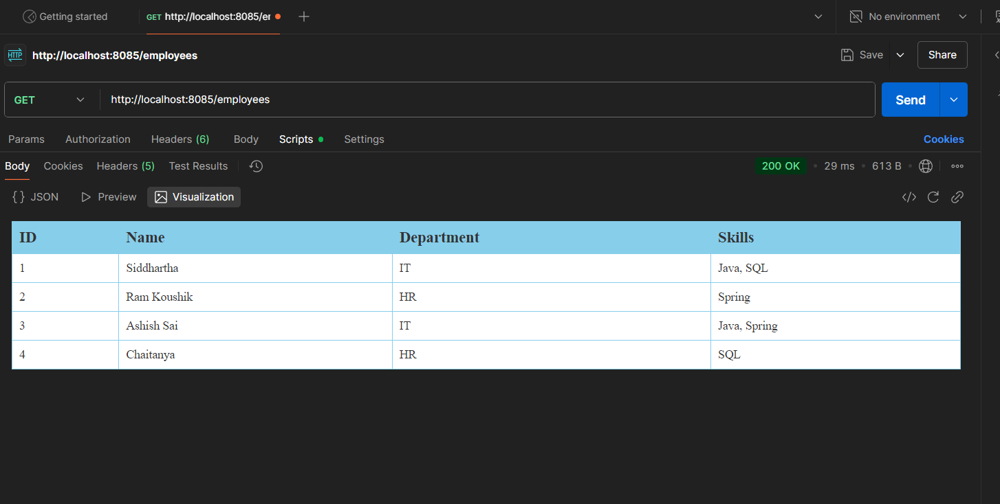 Getting started GET http://localhost:8085/er No environment
HTTP http://localhost:8085/employees Save Share
GET http://localhost:8085/employees Send
Params Authorization Headers (6) Body Scripts Settings Cookies
Body Cookies Headers (5) Test Results 200 OK 29 ms 613 B
{} JSON Preview Visualization </>
ID Name Department Skills
1 Siddhartha IT Java, SQL
2 Ram Koushik HR Spring
3 Ashish Sai IT Java, Spring
4 Chaitanya HR SQL